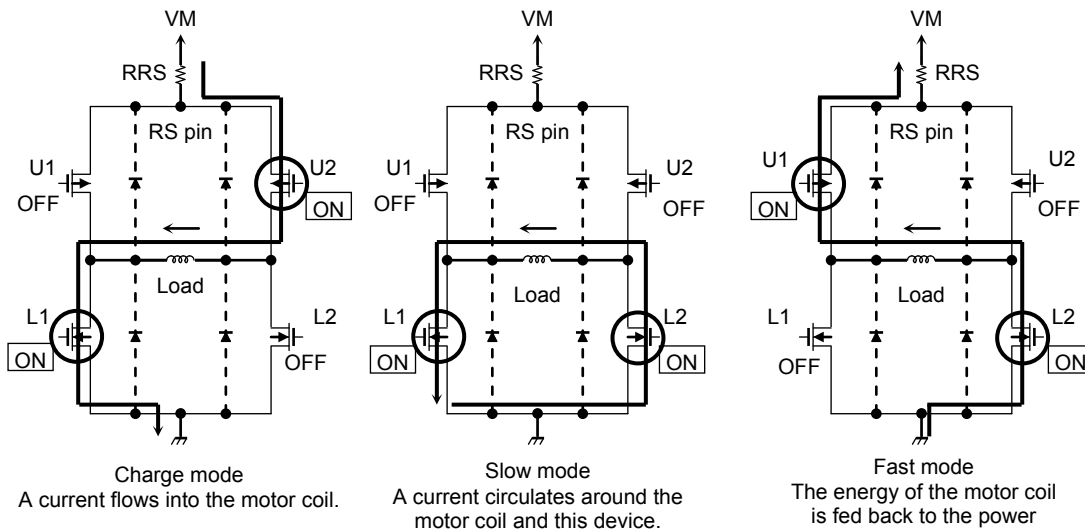 VM
RRS
RS pin
U1
OFF
U2
ON
Load
L1
ON
L2
OFF
Charge mode
A current flows into the motor coil.
VM
RRS
RS pin
U1
OFF
U2
OFF
Load
L1
ON
L2
ON
Slow mode
A current circulates around the
motor coil and this device.
VM
RRS
RS pin
U1
ON
U2
OFF
Load
L1
OFF
L2
ON
Fast mode
The energy of the motor coil
is fed back to the power